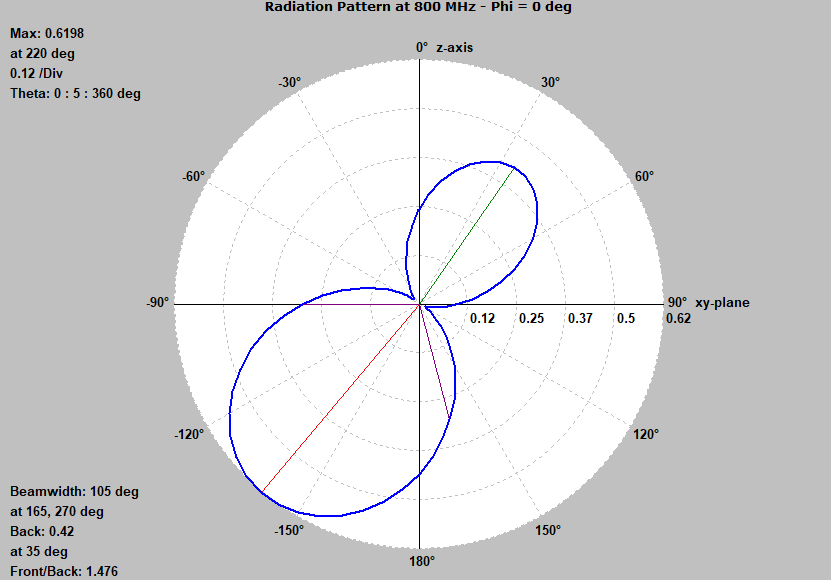 Radiation Pattern at 800 MHz - Phi = 0 deg
Max: 0.6198
at 220 deg
0.12 /Div
Theta: 0 : 5 : 360 deg
0° z-axis
-30°
30°
-60°
60°
-90°
90° xy-plane
0.12
0.25
0.37
0.5
0.62
-120°
120°
-150°
150°
180°
Beamwidth: 105 deg
at 165, 270 deg
Back: 0.42
at 35 deg
Front/Back: 1.476